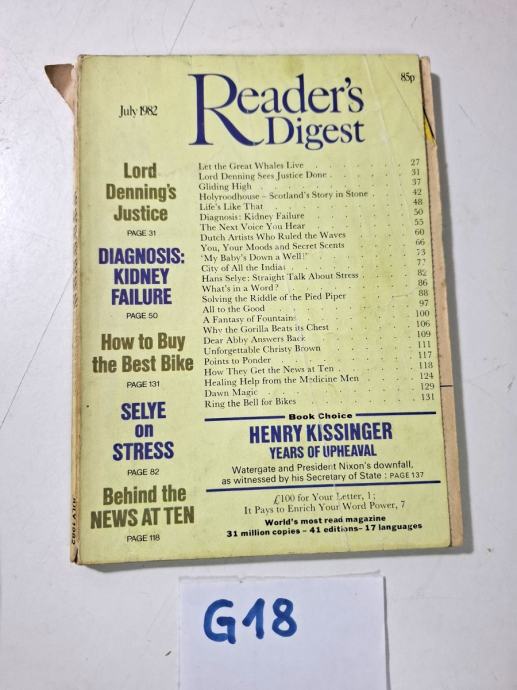 July 1982
Reader's
Digest
85p
Lord
Denning's
Justice
PAGE 31
DIAGNOSIS:
KIDNEY
FAILURE
PAGE 50
How to Buy
the Best Bike
PAGE 131
SELYE
on
STRESS
PAGE 82
Behind the
NEWS AT TEN
PAGE 118
Let the Great Whales Live 27
Lord Denning Sees Justice Done 31
Gliding High 37
Holyroodhouse – Scotland's Story in Stone 42
Life's Like That 48
Diagnosis: Kidney Failure 50
The Next Voice You Hear 55
Dutch Artists Who Ruled the Waves 60
You, Your Moods and Secret Scents 66
"My Baby's Down a Well!" 73
City of All the Indias 77
Hans Selye: Straight Talk About Stress 82
What's in a Word? 86
Solving the Riddle of the Pied Piper 88
All to the Good 97
A Fantasy of Fountains 100
Why the Gorilla Beats its Chest 106
Dear Abby Answers Back 109
Unforgettable Christy Brown 111
Points to Ponder 117
How They Get the News at Ten 118
Healing Help from the Medicine Men 124
Dawn Magic 129
Ring the Bell for Bikes 131
Book Choice
HENRY KISSINGER
YEARS OF UPHEAVAL
Watergate and President Nixon's downfall,
as witnessed by his Secretary of State : PAGE 137
£100 for Your Letter, 1;
It Pays to Enrich Your Word Power, 7
World's most read magazine
31 million copies – 41 editions– 17 languages
JULY 1982
G18